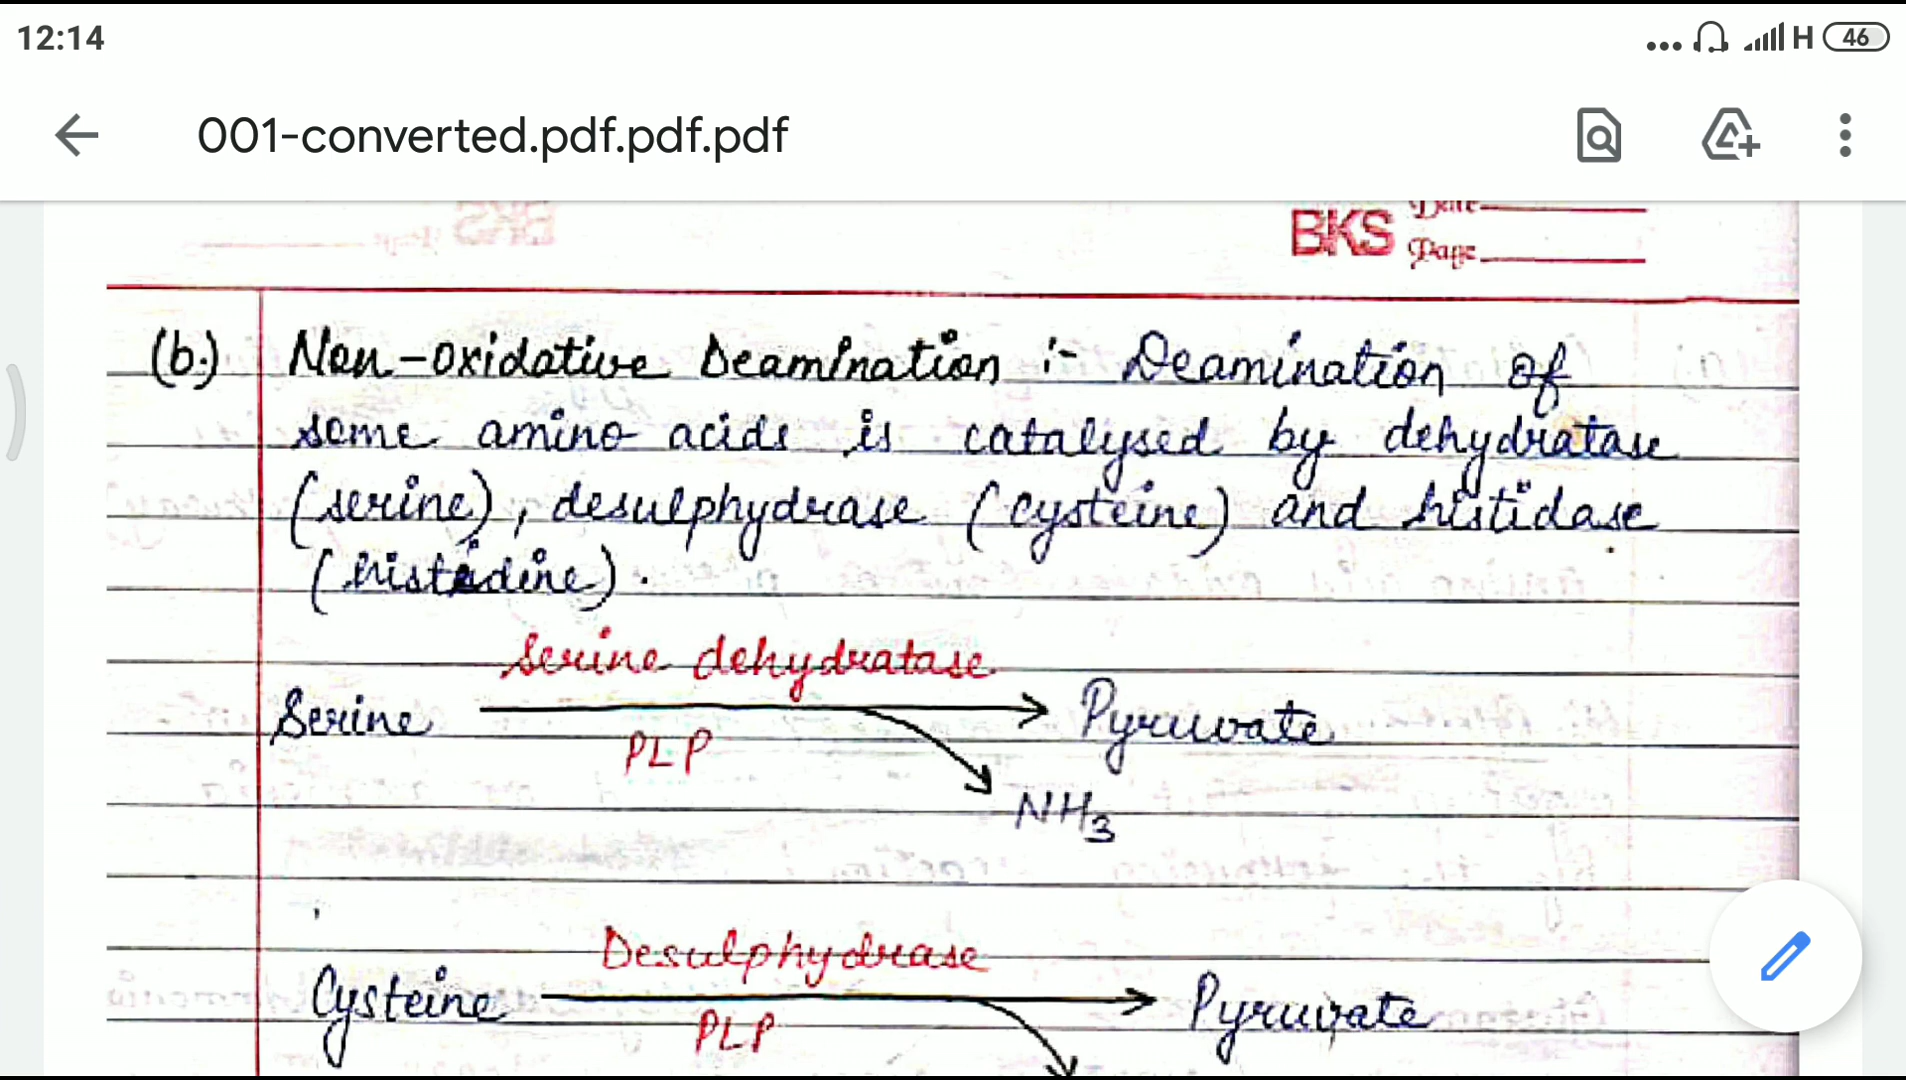 12:14
H 46
001-converted.pdf.pdf.pdf
BKS Date
Page
(b.) Non-oxidative Deamination :- Deamination of
some amino acids is catalysed by dehydratase
(serine), desulphydrase (cysteine) and histidase
(histidine).
Serine dehydratase
Serine Pyruvate
PLP
NH3
Desulphydrase
Cysteine Pyruvate
PLP